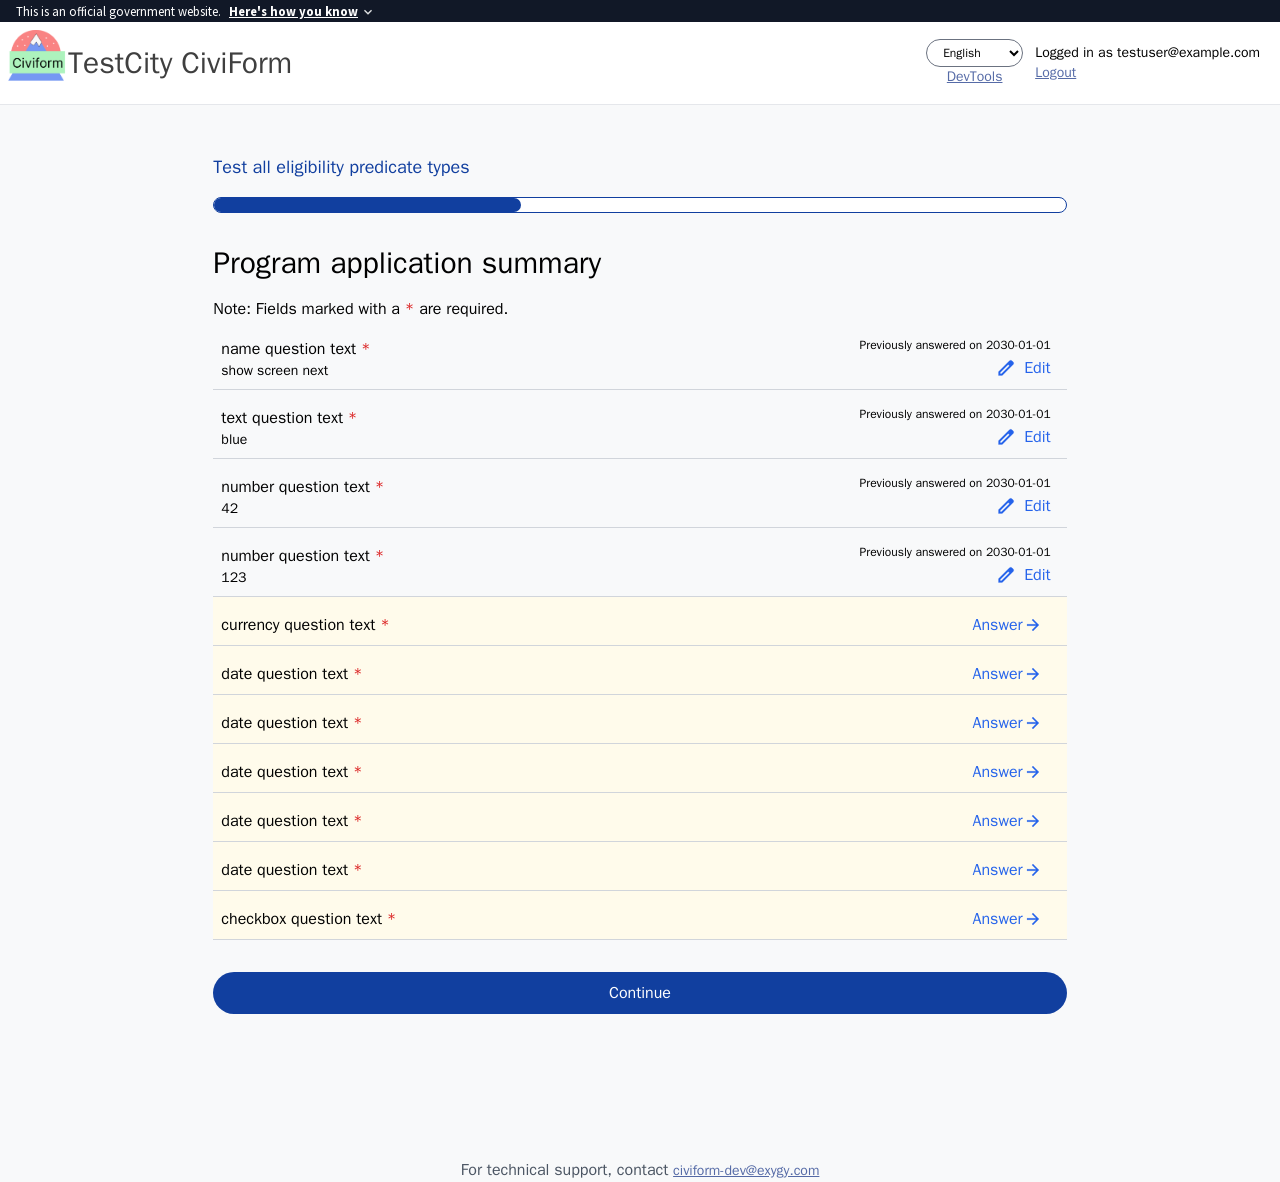 This is an official government website. Here's how you know
Civiform TestCity CiviForm
English
DevTools
Logged in as testuser@example.com
Logout
Test all eligibility predicate types
Program application summary
Note: Fields marked with a * are required.
name question text *
show screen next
Previously answered on 2030-01-01
Edit
text question text *
blue
Previously answered on 2030-01-01
Edit
number question text *
42
Previously answered on 2030-01-01
Edit
number question text *
123
Previously answered on 2030-01-01
Edit
currency question text * Answer
date question text * Answer
date question text * Answer
date question text * Answer
date question text * Answer
date question text * Answer
checkbox question text * Answer
Continue
For technical support, contact civiform-dev@exygy.com